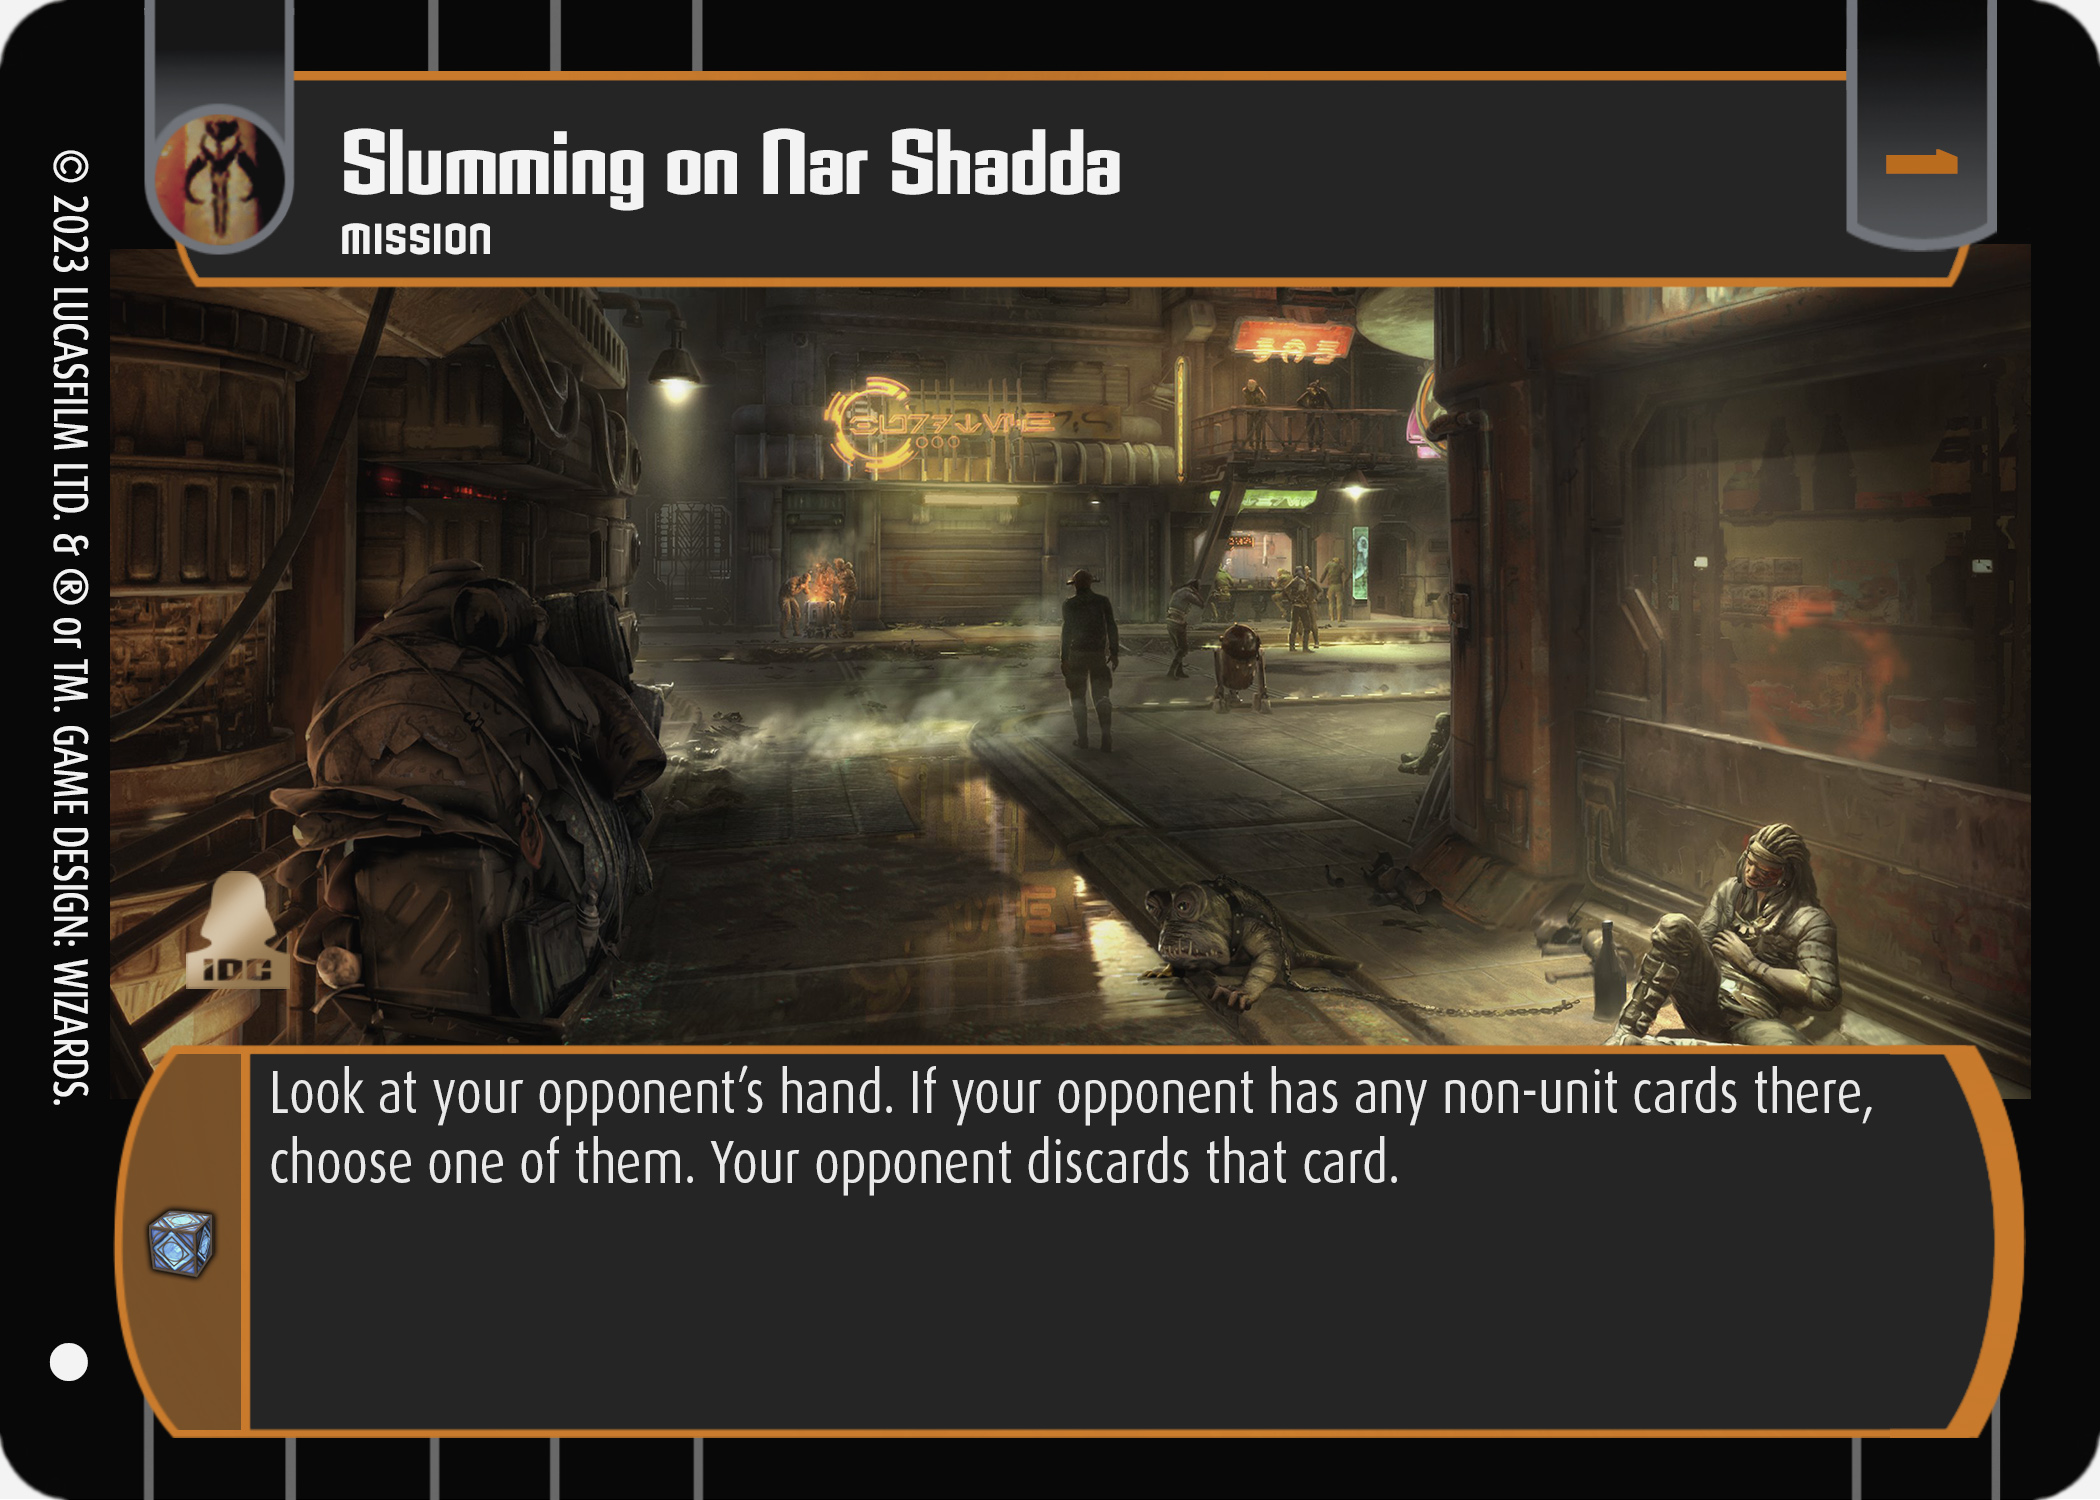 Slumming on Nar Shadda
MISSION
1
IDC
Look at your opponent's hand. If your opponent has any non-unit cards there,
choose one of them. Your opponent discards that card.
© 2023 LUCASFILM LTD. & ® or TM. GAME DESIGN: WIZARDS.